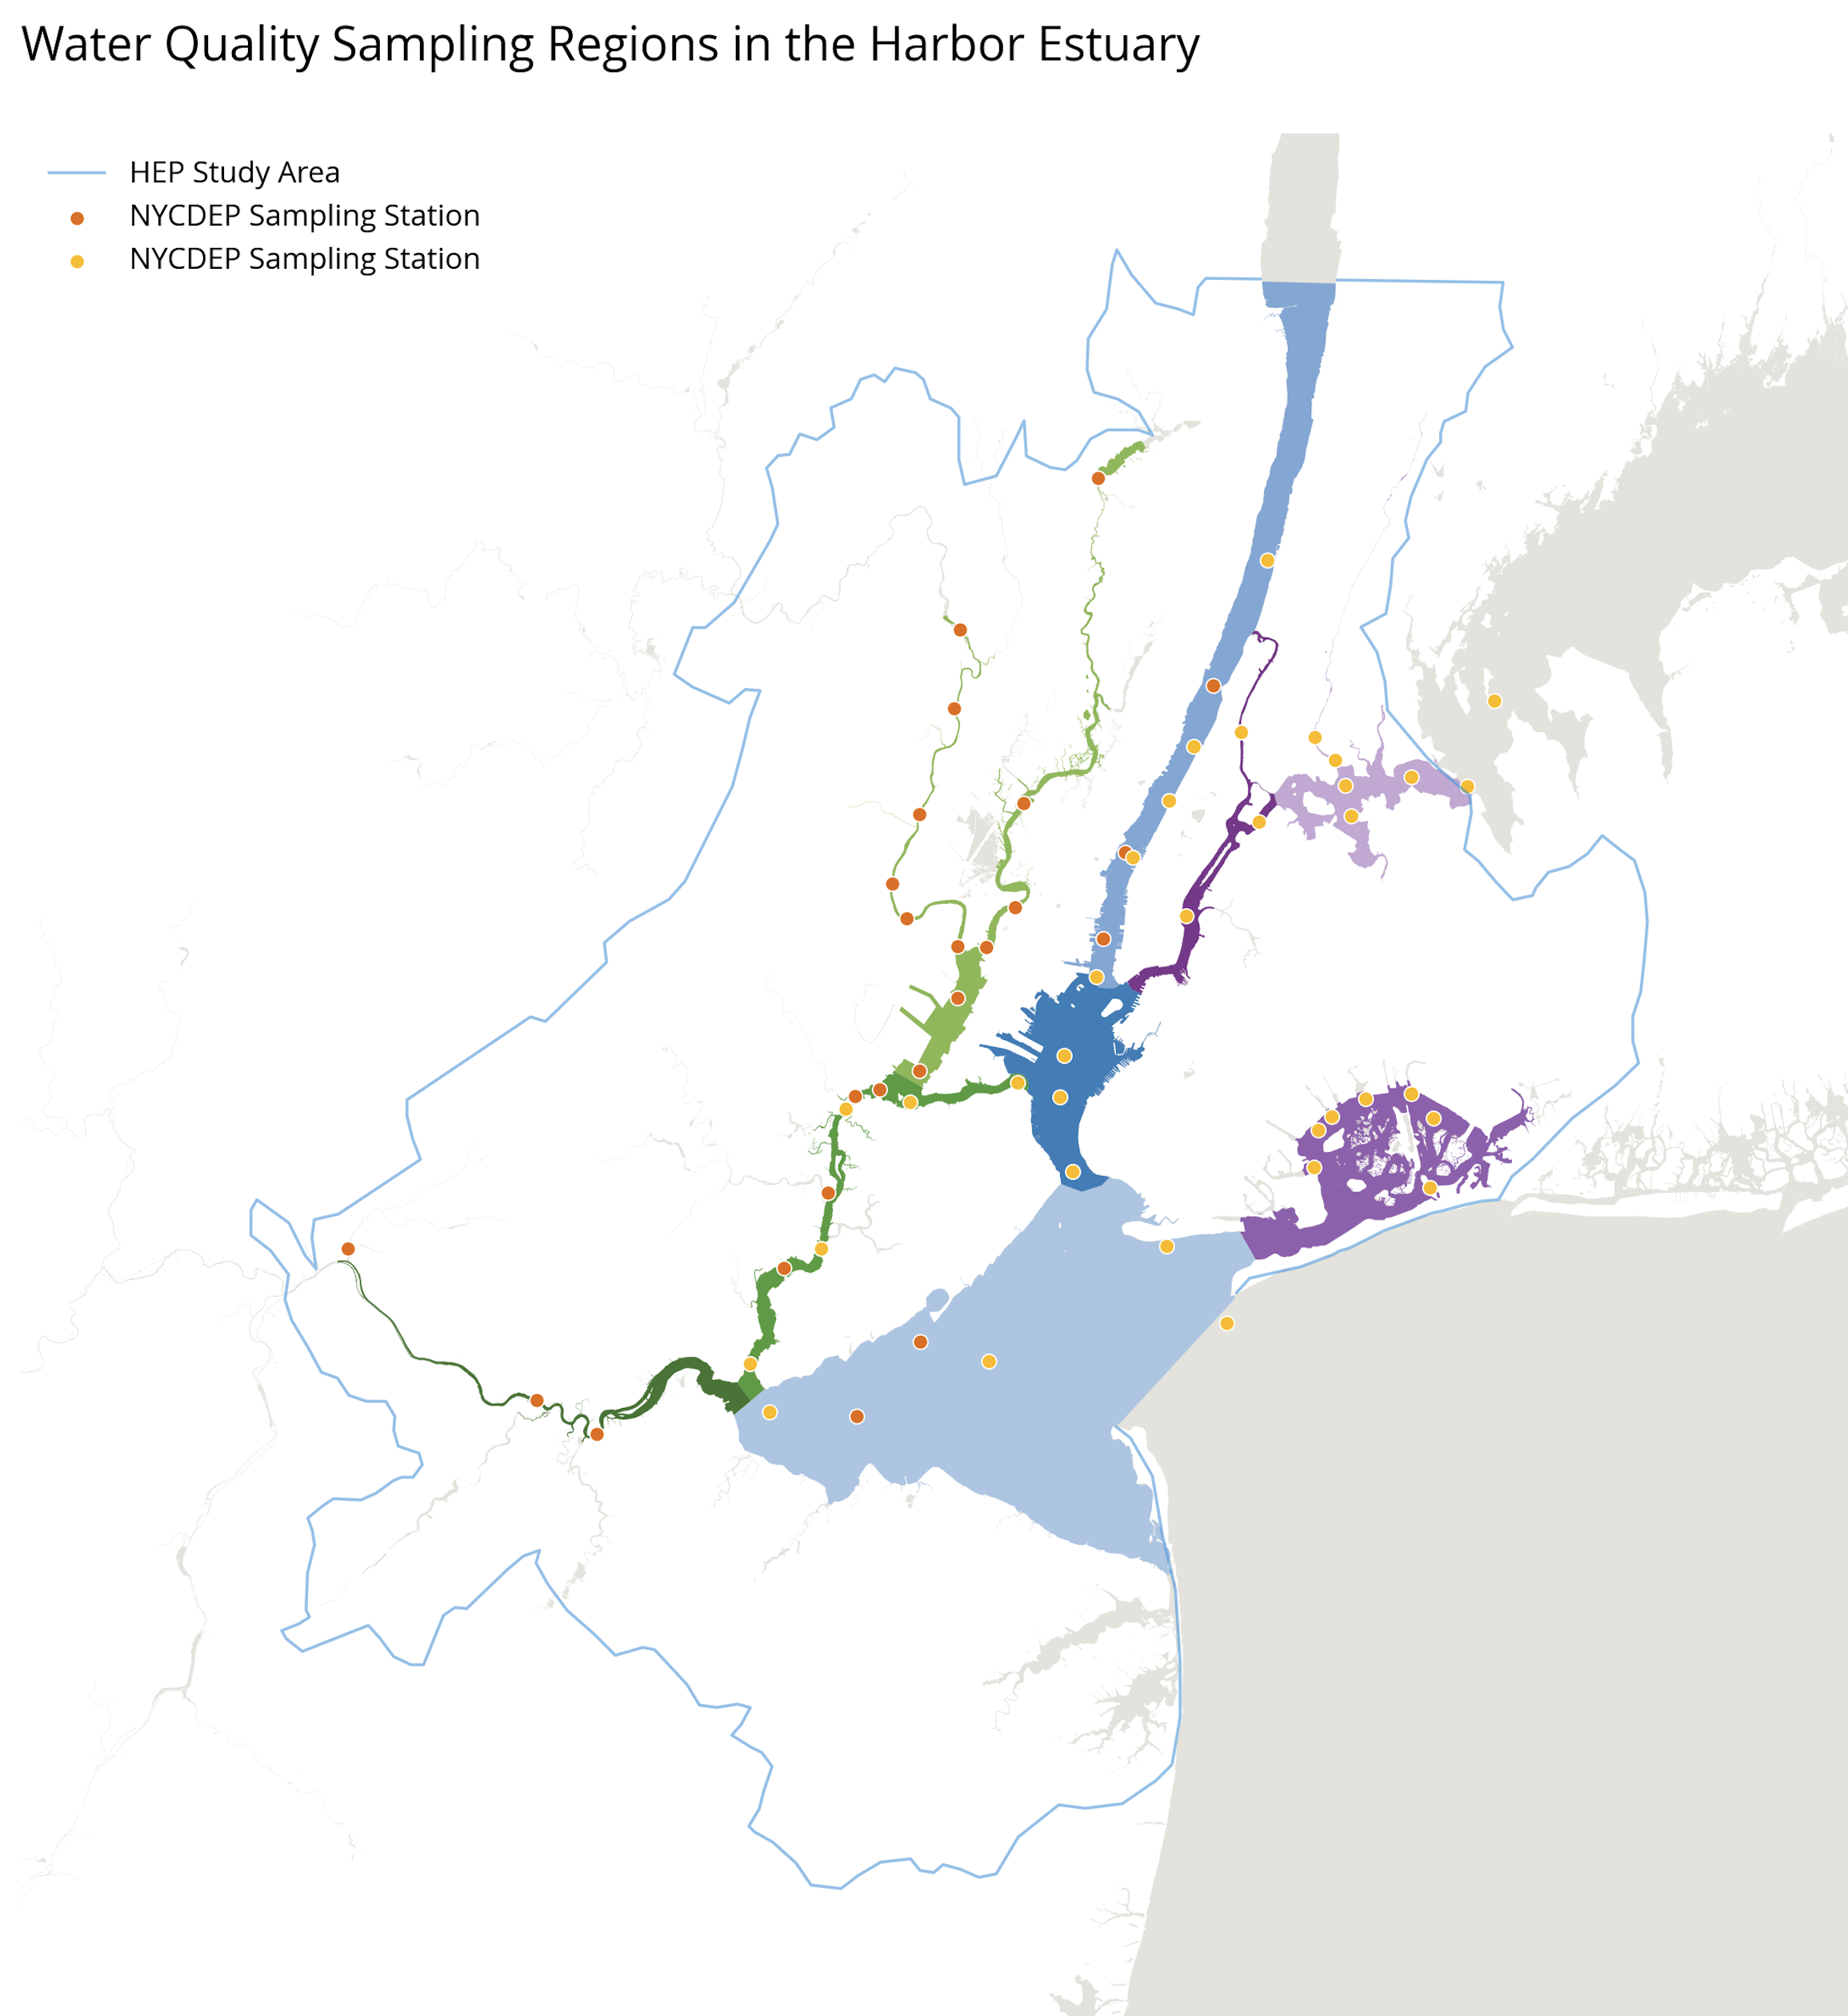 Water Quality Sampling Regions in the Harbor Estuary
HEP Study Area
NYCDEP Sampling Station
NYCDEP Sampling Station